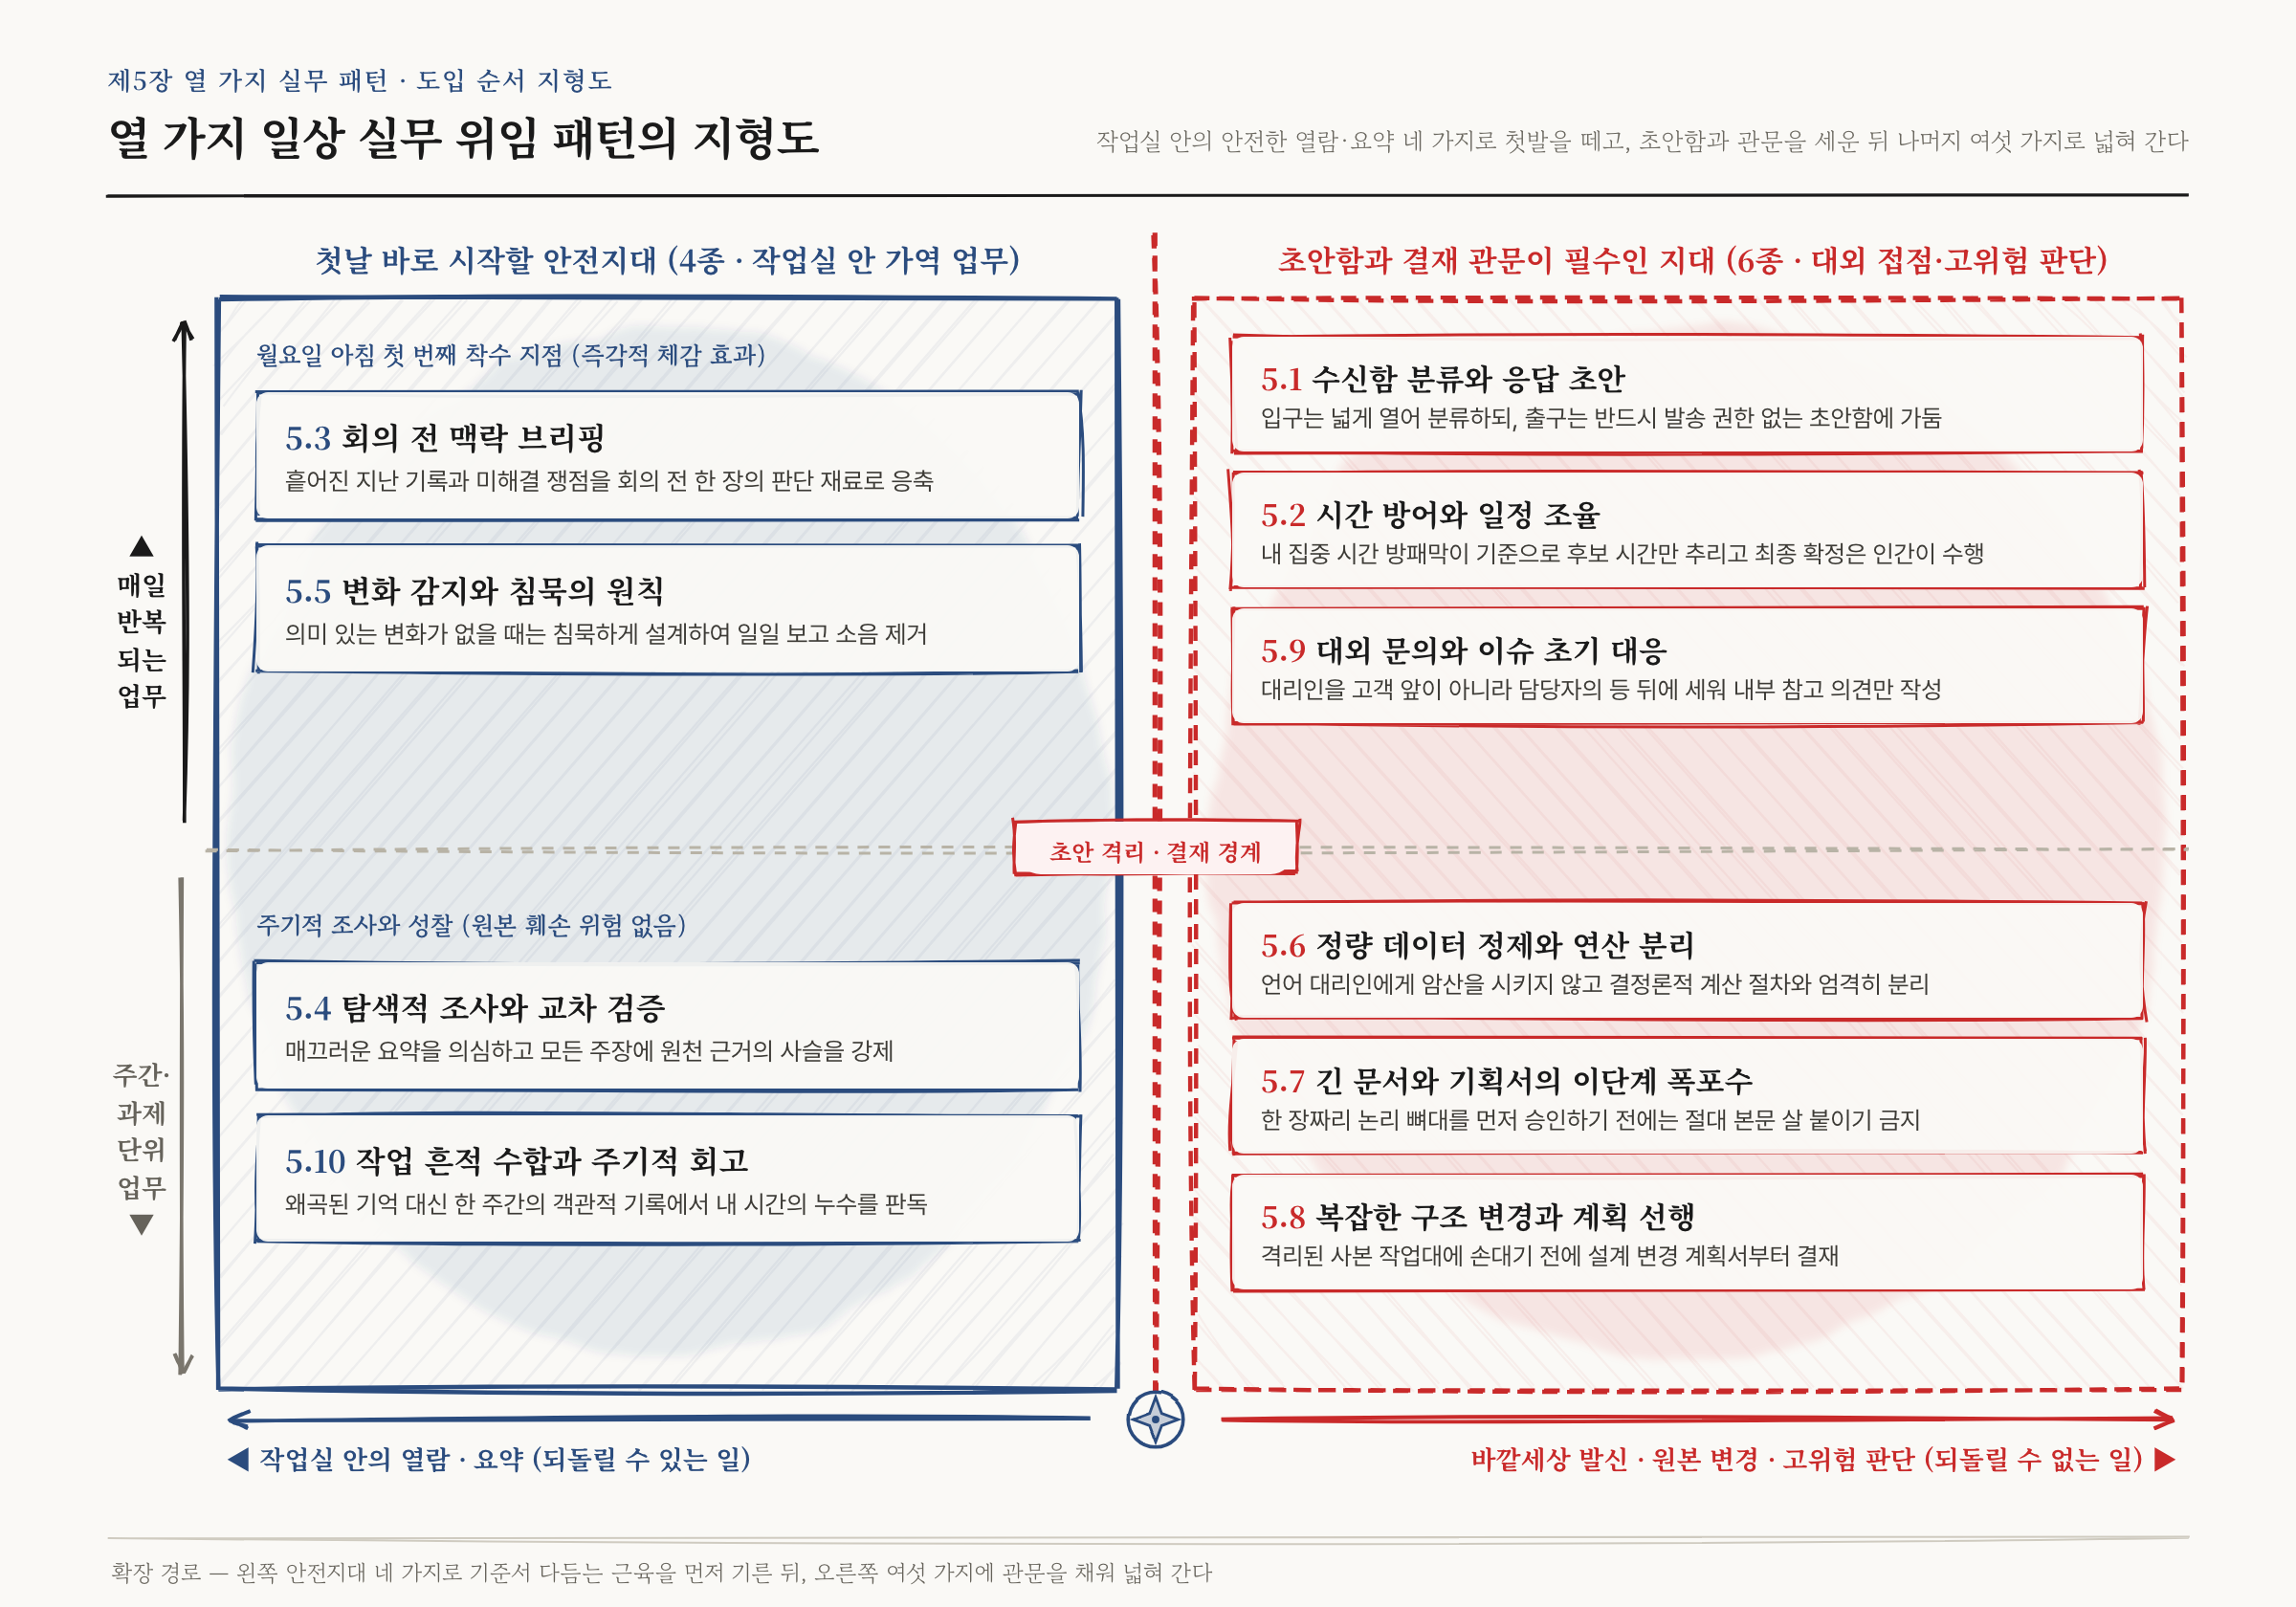 제5장 열 가지 실무 패턴 · 도입 순서 지형도
열 가지 일상 실무 위임 패턴의 지형도
작업실 안의 안전한 열람·요약 네 가지로 첫발을 떼고, 초안함과 관문을 세운 뒤 나머지 여섯 가지로 넓혀 간다
첫날 바로 시작할 안전지대 (4종 · 작업실 안 가역 업무)
▲
매일
반복
되는
업무
월요일 아침 첫 번째 착수 지점 (즉각적 체감 효과)
5.3 회의 전 맥락 브리핑
흩어진 지난 기록과 미해결 쟁점을 회의 전 한 장의 판단 재료로 응축
5.5 변화 감지와 침묵의 원칙
의미 있는 변화가 없을 때는 침묵하게 설계하여 일일 보고 소음 제거
주간·
과제
단위
업무
▼
주기적 조사와 성찰 (원본 훼손 위험 없음)
5.4 탐색적 조사와 교차 검증
매끄러운 요약을 의심하고 모든 주장에 원천 근거의 사슬을 강제
5.10 작업 흔적 수합과 주기적 회고
왜곡된 기억 대신 한 주간의 객관적 기록에서 내 시간의 누수를 판독
초안 격리 · 결재 경계
초안함과 결재 관문이 필수인 지대 (6종 · 대외 접점·고위험 판단)
5.1 수신함 분류와 응답 초안
입구는 넓게 열어 분류하되, 출구는 반드시 발송 권한 없는 초안함에 가둠
5.2 시간 방어와 일정 조율
내 집중 시간 방패막이 기준으로 후보 시간만 추리고 최종 확정은 인간이 수행
5.9 대외 문의와 이슈 초기 대응
대리인을 고객 앞이 아니라 담당자의 등 뒤에 세워 내부 참고 의견만 작성
5.6 정량 데이터 정제와 연산 분리
언어 대리인에게 암산을 시키지 않고 결정론적 계산 절차와 엄격히 분리
5.7 긴 문서와 기획서의 이단계 폭포수
한 장짜리 논리 뼈대를 먼저 승인하기 전에는 절대 본문 살 붙이기 금지
5.8 복잡한 구조 변경과 계획 선행
격리된 사본 작업대에 손대기 전에 설계 변경 계획서부터 결재
◀ 작업실 안의 열람 · 요약 (되돌릴 수 있는 일)
바깥세상 발신 · 원본 변경 · 고위험 판단 (되돌릴 수 없는 일) ▶
확장 경로 — 왼쪽 안전지대 네 가지로 기준서 다듬는 근육을 먼저 기른 뒤, 오른쪽 여섯 가지에 관문을 채워 넓혀 간다